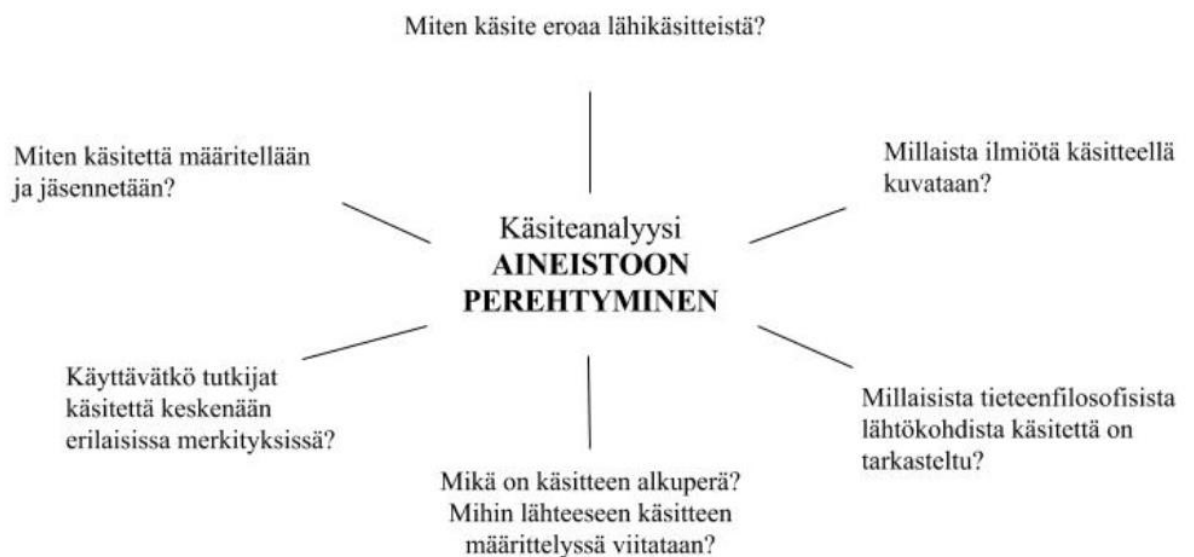 Miten käsite eroaa lähikäsitteistä?
Miten käsitettä määritellään
ja jäsennetään?
Millaista ilmiötä käsitteellä
kuvataan?
Käsiteanalyysi
AINEISTOON
PEREHTYMINEN
Käyttävätkö tutkijat
käsitettä keskenään
erilaisissa merkityksissä?
Millaisista tieteenfilosofisista
lähtökohdista käsitettä on
tarkasteltu?
Mikä on käsitteen alkuperä?
Mihin lähteeseen käsitteen
määrittelyssä viitataan?